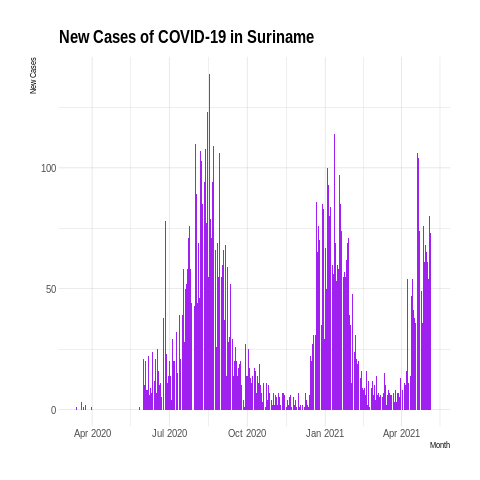 New Cases of COVID-19 in Suriname
New Cases
100
50
0
Apr 2020 Jul 2020 Oct 2020 Jan 2021 Apr 2021
Month